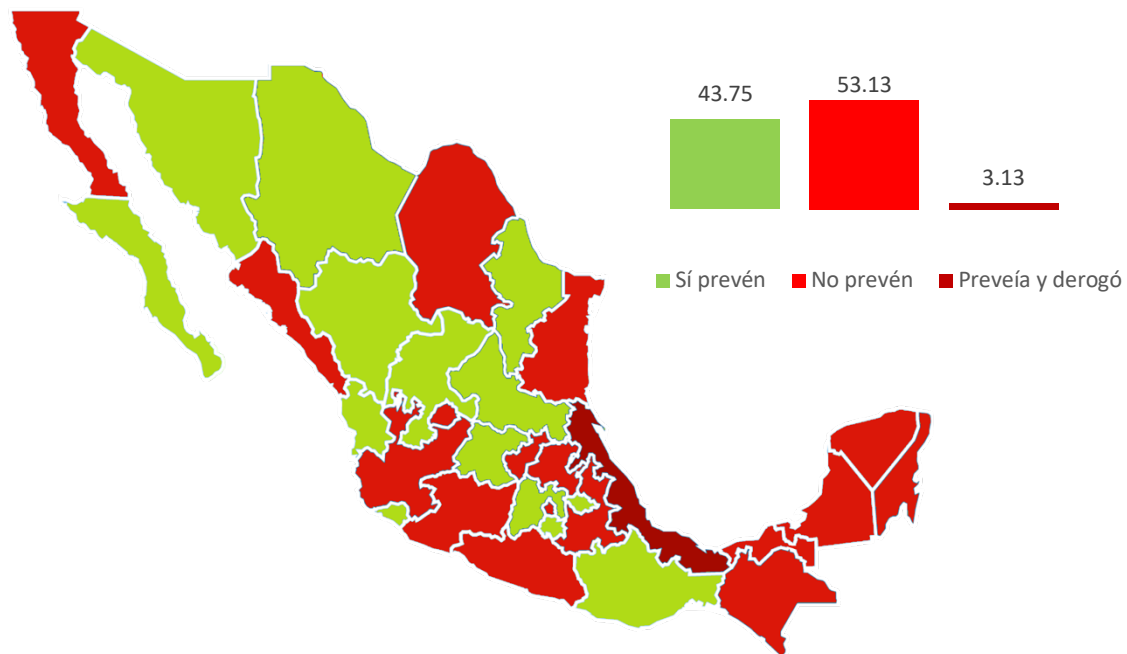 43.75
53.13
3.13
Sí prevén
No prevén
Preveía y derogó